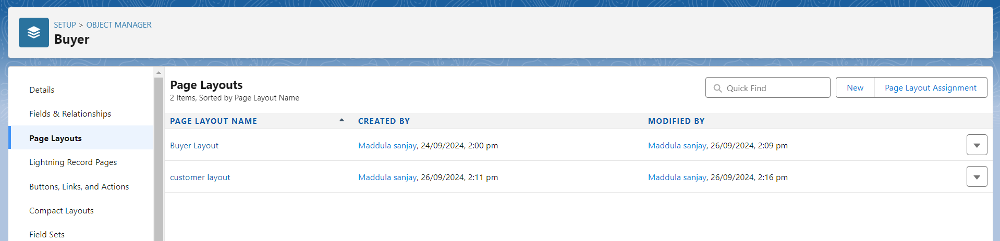 SETUP > OBJECT MANAGER
Buyer
Details
Fields & Relationships
Page Layouts
Lightning Record Pages
Buttons, Links, and Actions
Compact Layouts
Field Sets
Page Layouts
2 Items, Sorted by Page Layout Name
Quick Find
New
Page Layout Assignment
PAGE LAYOUT NAME CREATED BY MODIFIED BY
Buyer Layout Maddula sanjay, 24/09/2024, 2:00 pm Maddula sanjay, 26/09/2024, 2:09 pm
customer layout Maddula sanjay, 26/09/2024, 2:11 pm Maddula sanjay, 26/09/2024, 2:16 pm